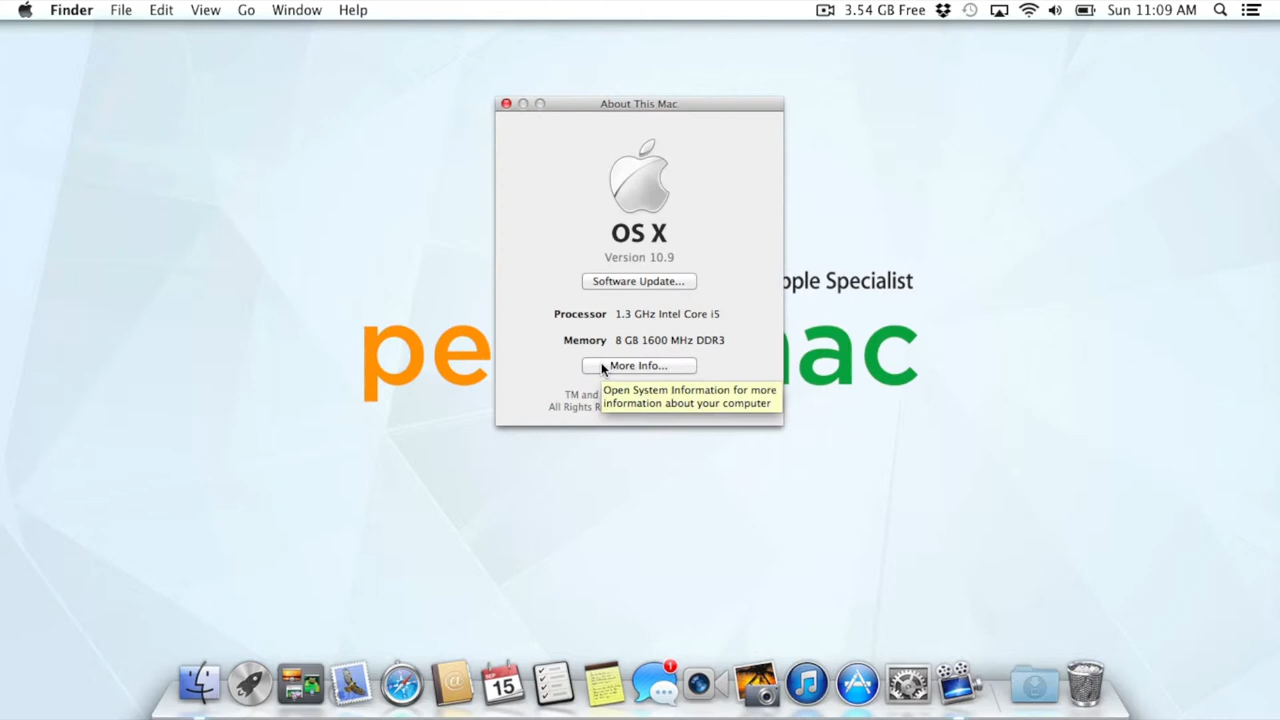 Finder File Edit View Go Window Help 3.54 GB Free Sun 11:09 AM
About This Mac
OS X
Version 10.9
Software Update...
pple Specialist
Processor 1.3 GHz Intel Core i5
pe ac
Memory 8 GB 1600 MHz DDR3
More Info...
Open System Information for more
information about your computer
TM and
All Rights R
SEP
15
1